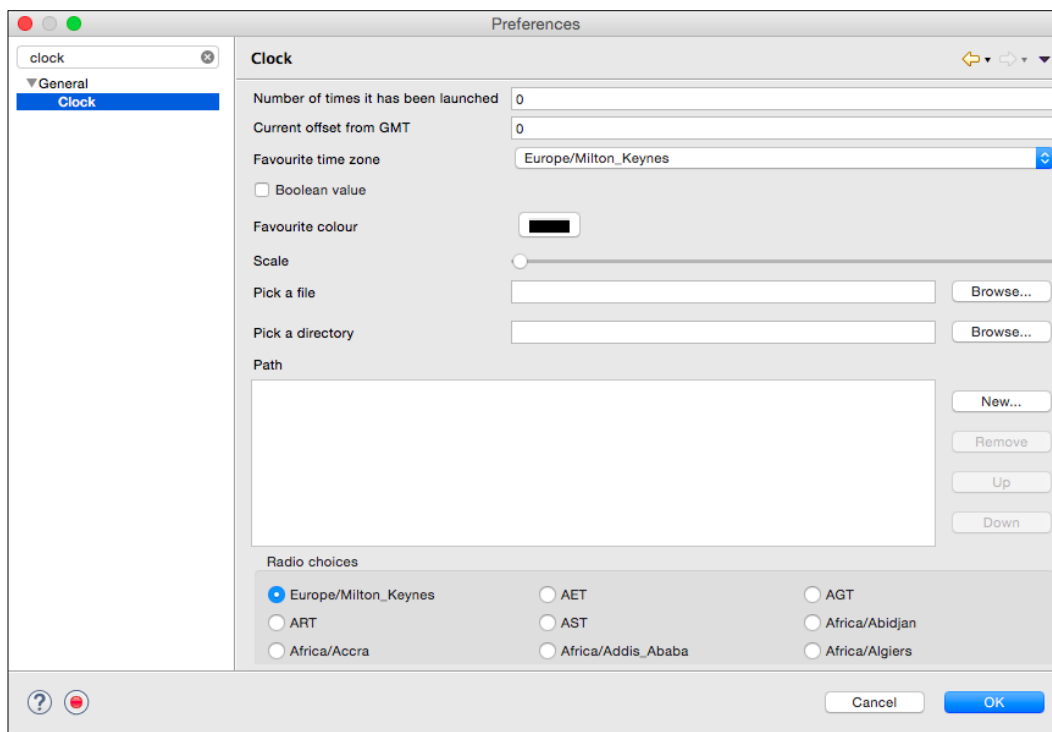 Preferences
clock
General
Clock
Clock
Number of times it has been launched 0
Current offset from GMT 0
Favourite time zone Europe/Milton_Keynes
Boolean value
Favourite colour
Scale
Pick a file Browse...
Pick a directory Browse...
Path
New...
Remove
Up
Down
Radio choices
Europe/Milton_Keynes AET AGT
ART AST Africa/Abidjan
Africa/Accra Africa/Addis_Ababa Africa/Algiers
? Cancel OK